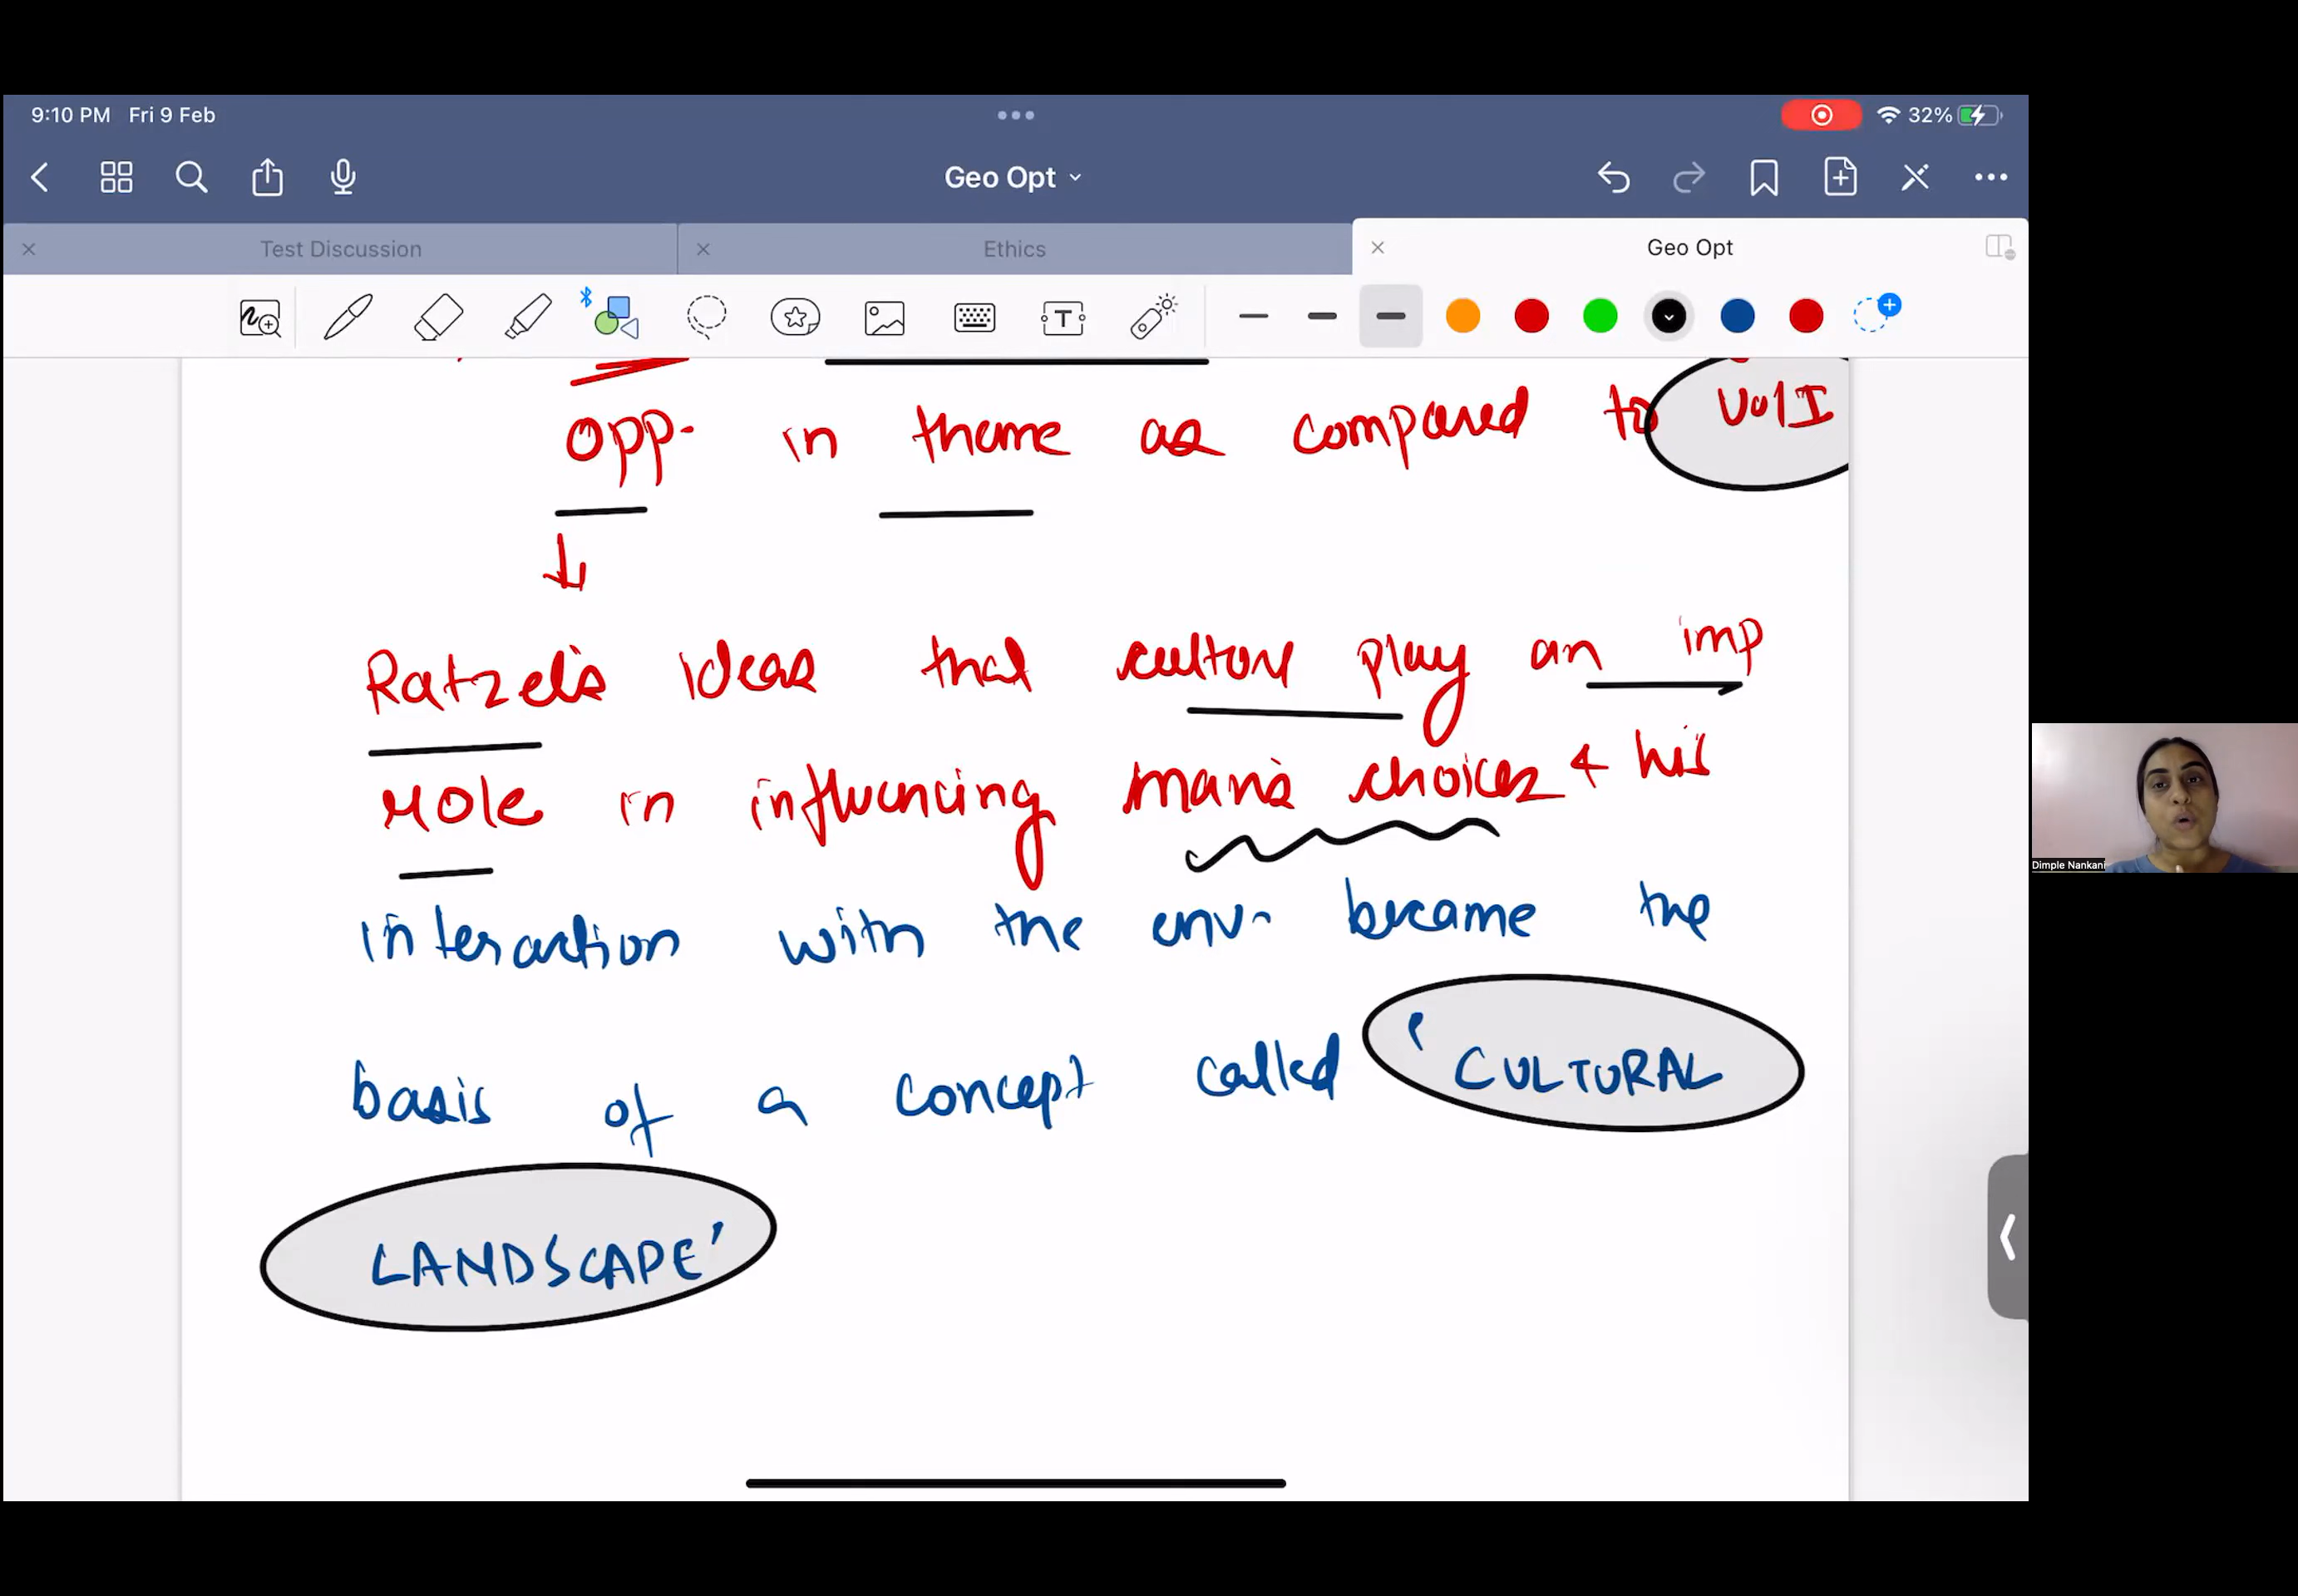 9:10 PM Fri 9 Feb
32%
Geo Opt
Test Discussion
Ethics
Geo Opt
T
Opp. in theme as compared to Vol I
Ratzel's ideas that culture play an imp
role in influencing man's choices & his
interaction with the env. became the
basis of a concept called 'CULTURAL
LANDSCAPE'
Dimple Nankani